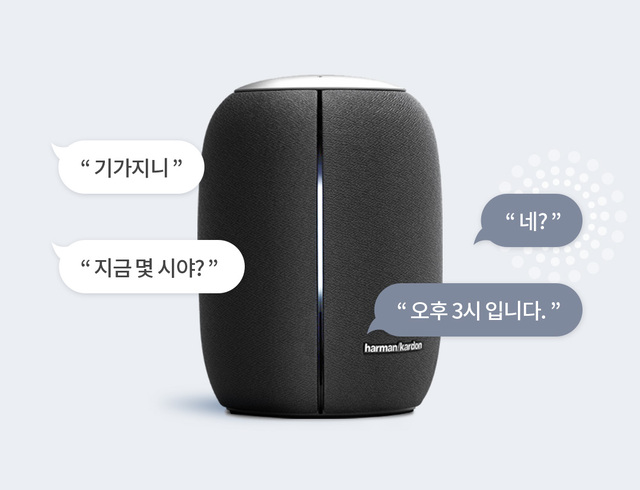 “ 기가지니 ”
“ 네? ”
“ 지금 몇 시야? ”
“ 오후 3시 입니다. ”
harman/kardon